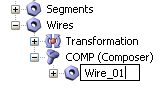 Segments
Wires
Transformation
COMP (Composer)
Wire_01